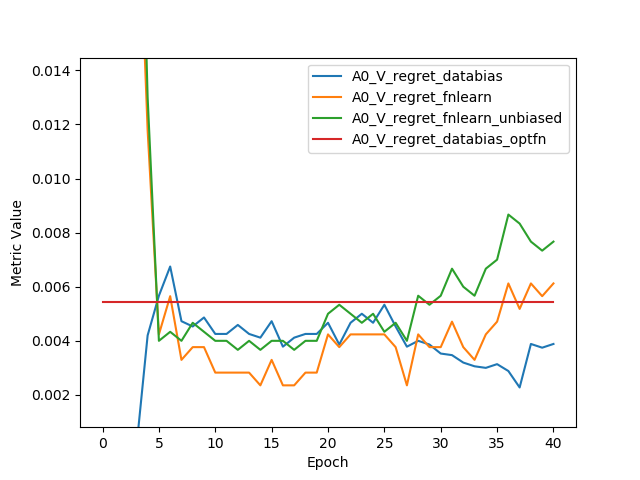 0.014
0.012
0.010
0.008
0.006
0.004
0.002
Metric Value
A0_V_regret_databias
A0_V_regret_fnlearn
A0_V_regret_fnlearn_unbiased
A0_V_regret_databias_optfn
0 5 10 15 20 25 30 35 40
Epoch